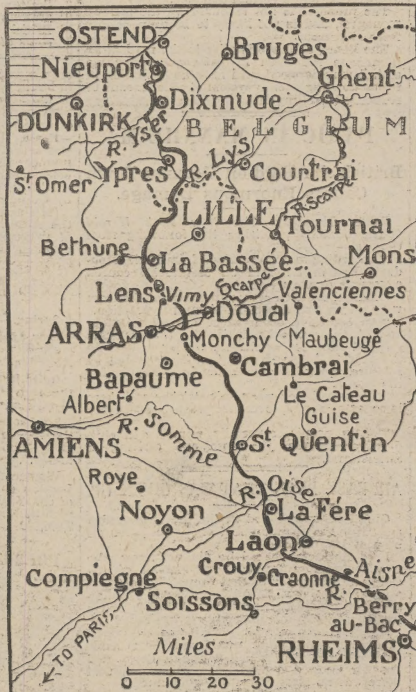 OSTEND
Bruges
Nieuport
Ghent
Dixmude
DUNKIRK
R. Yser
BELGIUM
R. Lys
Ypres
Courtrai
St Omer
R. Scarpe
LILLE
Tournai
Bethune
La Bassée
Mons
Scarpe
Lens
Vimy
Valenciennes
Douai
ARRAS
Monchy
Maubeuge
Cambrai
Bapaume
Le Cateau
Albert
Guise
R. Somme
AMIENS
St Quentin
Roye
R. Oise
Noyon
La Fére
Laon
Crouy
Aisne
Compiegne
Craonne
R.
Soissons
Berry
au-Bac
TO PARIS
Miles
RHEIMS
0 10 20 30